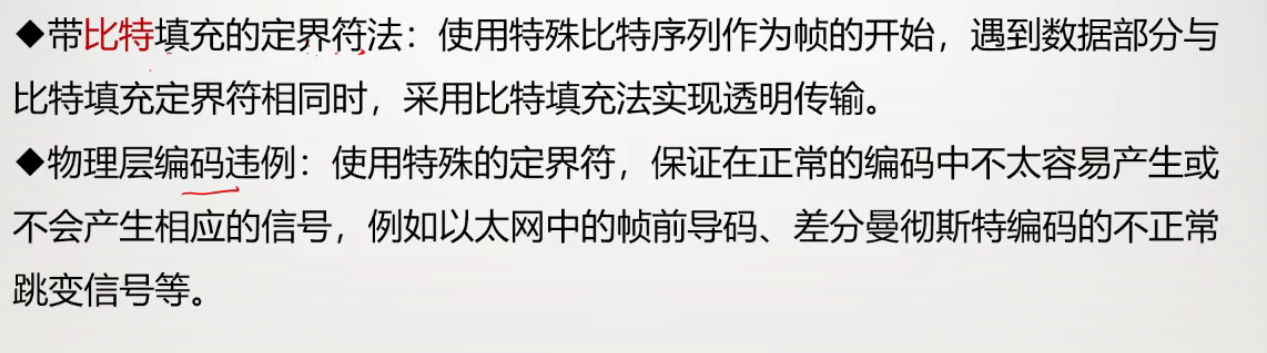 ◆带比特填充的定界符法：使用特殊比特序列作为帧的开始，遇到数据部分与
比特填充定界符相同时，采用比特填充法实现透明传输。
◆物理层编码违例：使用特殊的定界符，保证在正常的编码中不太容易产生或
不会产生相应的信号，例如以太网中的帧前导码、差分曼彻斯特编码的不正常
跳变信号等。